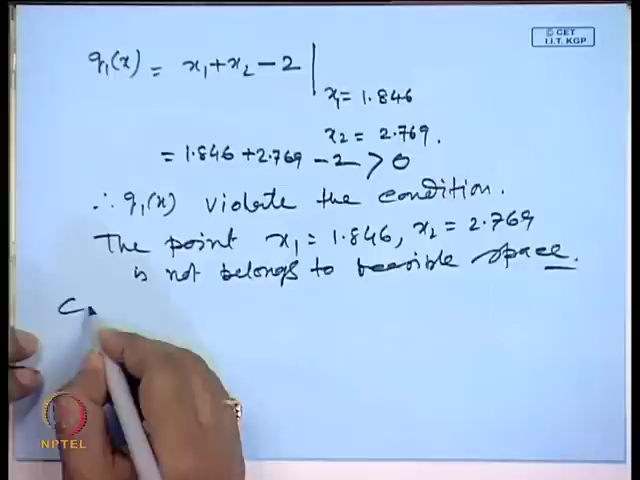 © CET
I.I.T. KGP
g₁(x) = x₁+x₂ - 2 |
x₁ = 1.846
x₂ = 2.769.
= 1.846 + 2.769 - 2 > 0
∴ g₁(x) violate the condition.
The point x₁ = 1.846, x₂ = 2.769
is not belongs to feasible space.
C
NPTEL